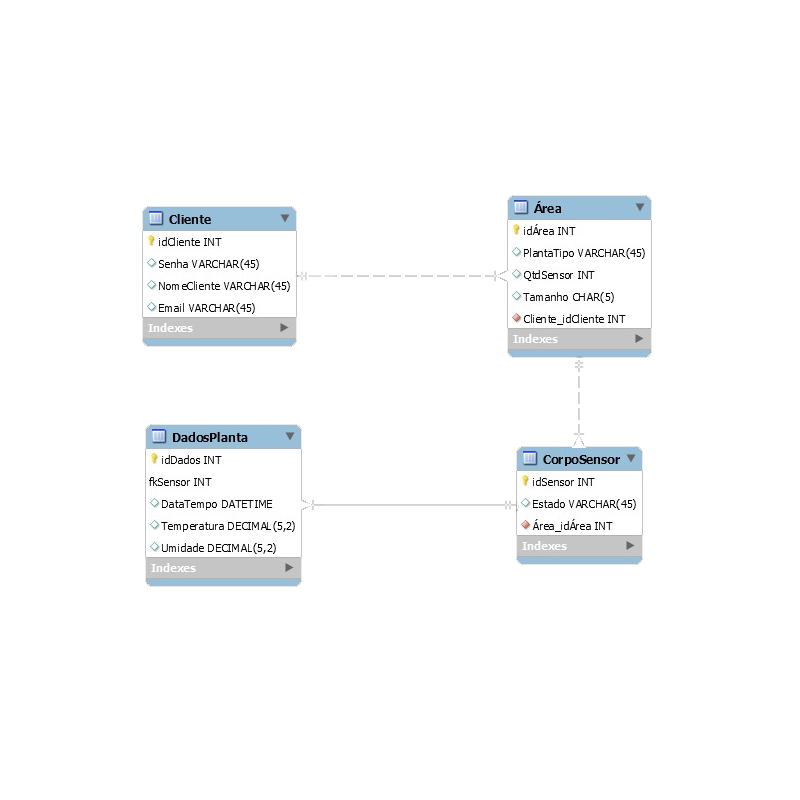 Cliente
idCliente INT
Senha VARCHAR(45)
NomeCliente VARCHAR(45)
Email VARCHAR(45)
Indexes
Área
idÁrea INT
PlantaTipo VARCHAR(45)
QtdSensor INT
Tamanho CHAR(5)
Cliente_idCliente INT
Indexes
DadosPlanta
idDados INT
fkSensor INT
DataTempo DATETIME
Temperatura DECIMAL(5,2)
Umidade DECIMAL(5,2)
Indexes
CorpoSensor
idSensor INT
Estado VARCHAR(45)
Área_idÁrea INT
Indexes